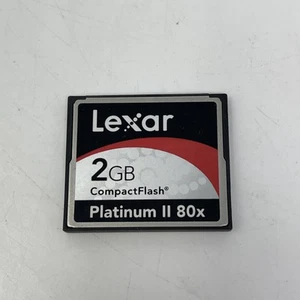 Lexar
2GB
CompactFlash®
Platinum II 80x